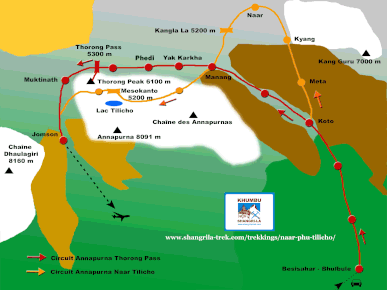 Naar
Kangla La 5200 m
Kyang
Thorong Pass
5300 m
Phedi
Yak Karkha
Kang Guru 7000 m
Muktinath
Thorong Peak 6100 m
Manang
Meta
Mesokanto
5200 m
Lac Tilicho
Chaine des Annapurnas
Koto
Jomson
Annapurna 8091 m
Chaine
Dhaulagiri
8160 m
KHUMBU
SHANGRILA
www.shangrila-trek.com/trekkings/naar-phu-tilicho/
Circuit Annapurna Thorong Pass
Circuit Annapurna Naar Tilicho
Besisahar - Bhulbule